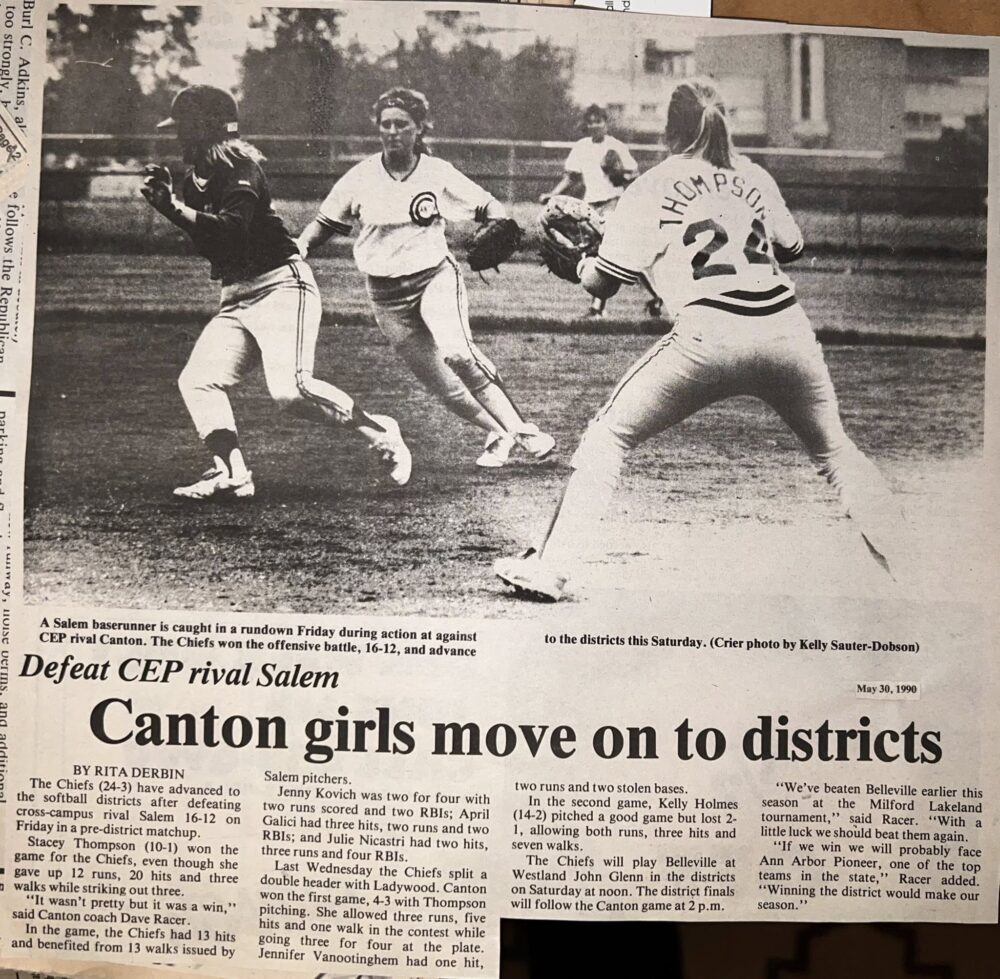 Burl C. Adkins, al
too strongly,
e follows the Republican
parking and
noise berms, and additional
THOMPSON
24
C
A Salem baserunner is caught in a rundown Friday during action at against
CEP rival Canton. The Chiefs won the offensive battle, 16-12, and advance
to the districts this Saturday. (Crier photo by Kelly Sauter-Dobson)
Defeat CEP rival Salem
May 30, 1990
Canton girls move on to districts
BY RITA DERBIN
The Chiefs (24-3) have advanced to
the softball districts after defeating
cross-campus rival Salem 16-12 on
Friday in a pre-district matchup.
Stacey Thompson (10-1) won the
game for the Chiefs, even though she
gave up 12 runs, 20 hits and three
walks while striking out three.
"It wasn't pretty but it was a win,"
said Canton coach Dave Racer.
In the game, the Chiefs had 13 hits
and benefited from 13 walks issued by
Salem pitchers.
Jenny Kovich was two for four with
two runs scored and two RBIs; April
Galici had three hits, two runs and two
RBIs; and Julie Nicastri had two hits,
three runs and four RBIs.
Last Wednesday the Chiefs split a
double header with Ladywood. Canton
won the first game, 4-3 with Thompson
pitching. She allowed three runs, five
hits and one walk in the contest while
going three for four at the plate.
Jennifer Vanootinghem had one hit,
two runs and two stolen bases.
In the second game, Kelly Holmes
(14-2) pitched a good game but lost 2-
1, allowing both runs, three hits and
seven walks.
The Chiefs will play Belleville at
Westland John Glenn in the districts
on Saturday at noon. The district finals
will follow the Canton game at 2 p.m.
"We've beaten Belleville earlier this
season at the Milford Lakeland
tournament," said Racer. "With a
little luck we should beat them again.
"If we win we will probably face
Ann Arbor Pioneer, one of the top
teams in the state," Racer added.
"Winning the district would make our
season."